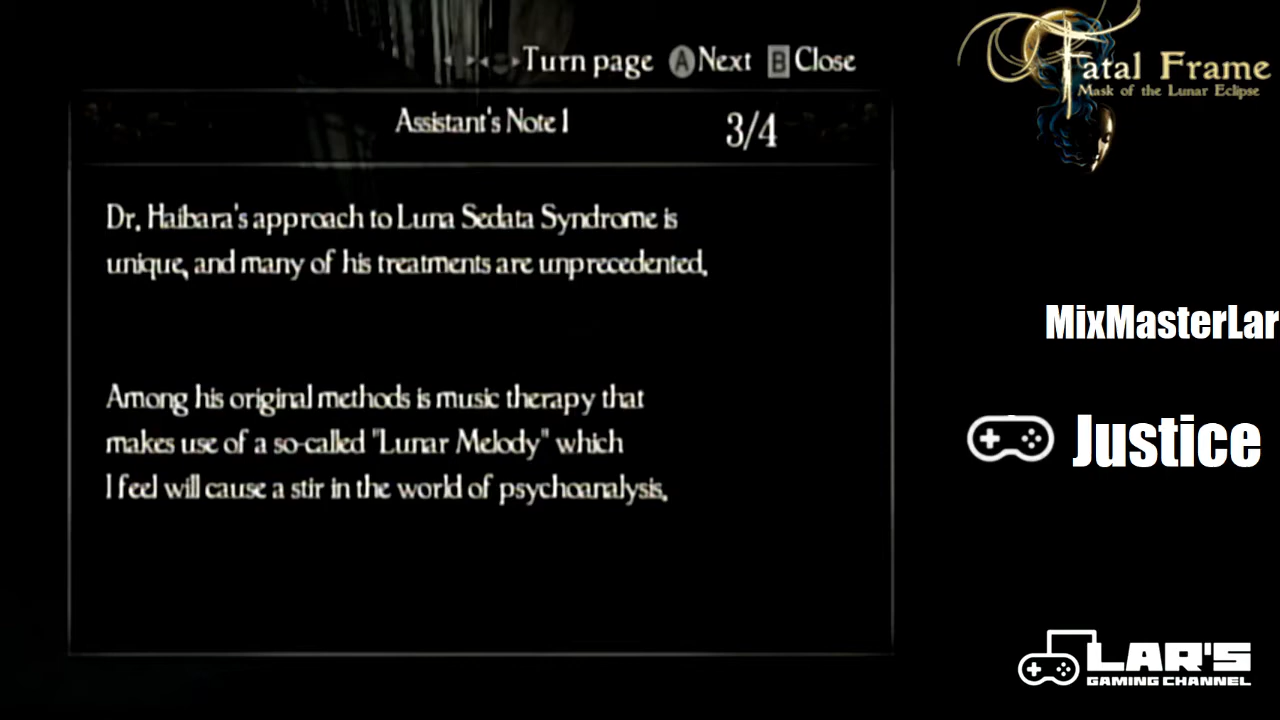 Turn page A Next B Close
Fatal Frame
Mask of the Lunar Eclipse
Assistant's Note 1
3/4
Dr. Haibara's approach to Luna Sedata Syndrome is
unique, and many of his treatments are unprecedented.
Among his original methods is music therapy that
makes use of a so-called "Lunar Melody" which
I feel will cause a stir in the world of psychoanalysis.
MixMasterLar
Justice
LAR'S
GAMING CHANNEL